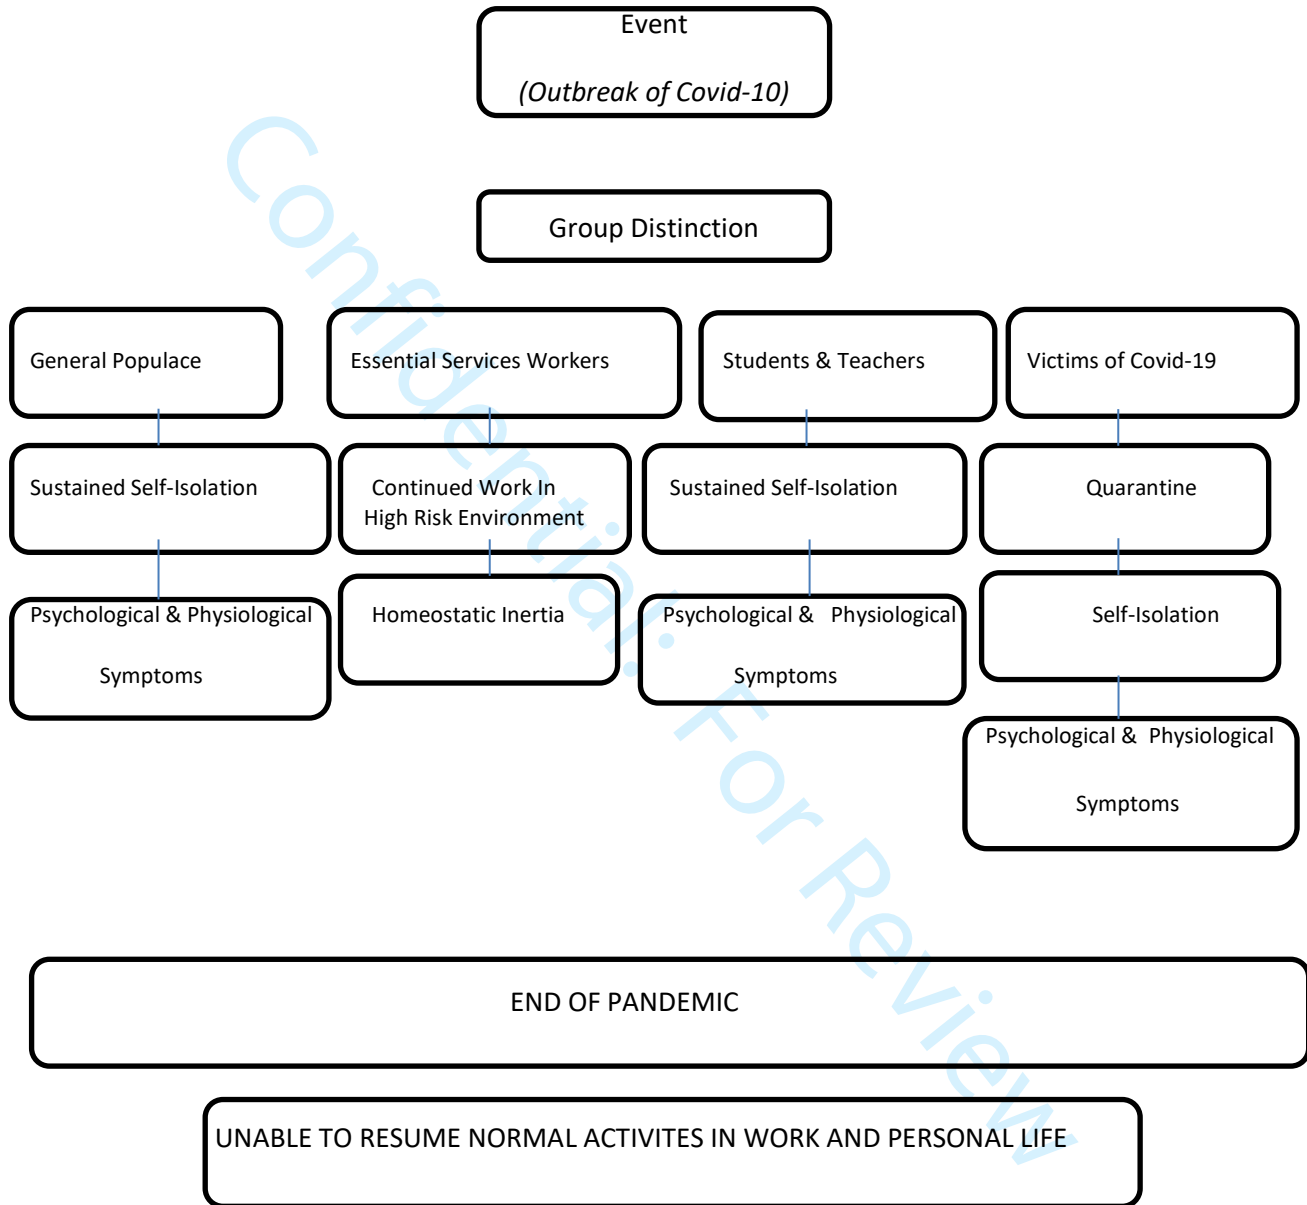 Event
(Outbreak of Covid-10)
Group Distinction
General Populace
Essential Services Workers
Students & Teachers
Victims of Covid-19
Sustained Self-Isolation
Continued Work In
High Risk Environment
Sustained Self-Isolation
Quarantine
Psychological & Physiological
Symptoms
Homeostatic Inertia
Psychological & Physiological
Symptoms
Self-Isolation
Psychological & Physiological
Symptoms
END OF PANDEMIC
UNABLE TO RESUME NORMAL ACTIVITES IN WORK AND PERSONAL LIFE
Confidential: For Review